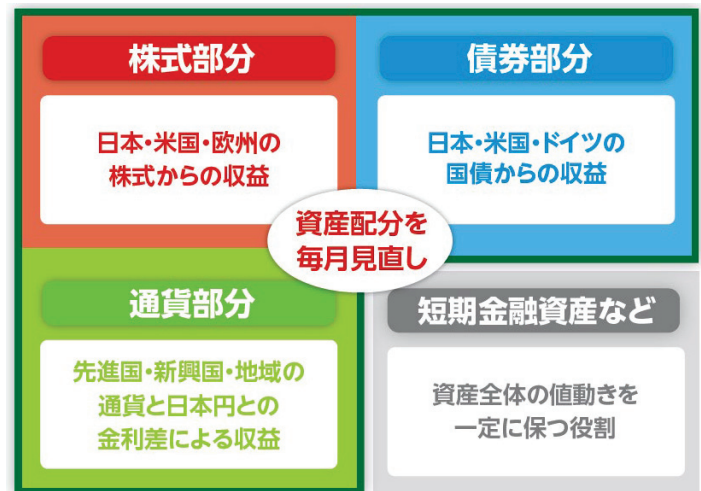 株式部分
日本・米国・欧州の
株式からの収益
債券部分
日本・米国・ドイツの
国債からの収益
資産配分を
毎月見直し
通貨部分
先進国・新興国・地域の
通貨と日本円との
金利差による収益
短期金融資産など
資産全体の値動きを
一定に保つ役割